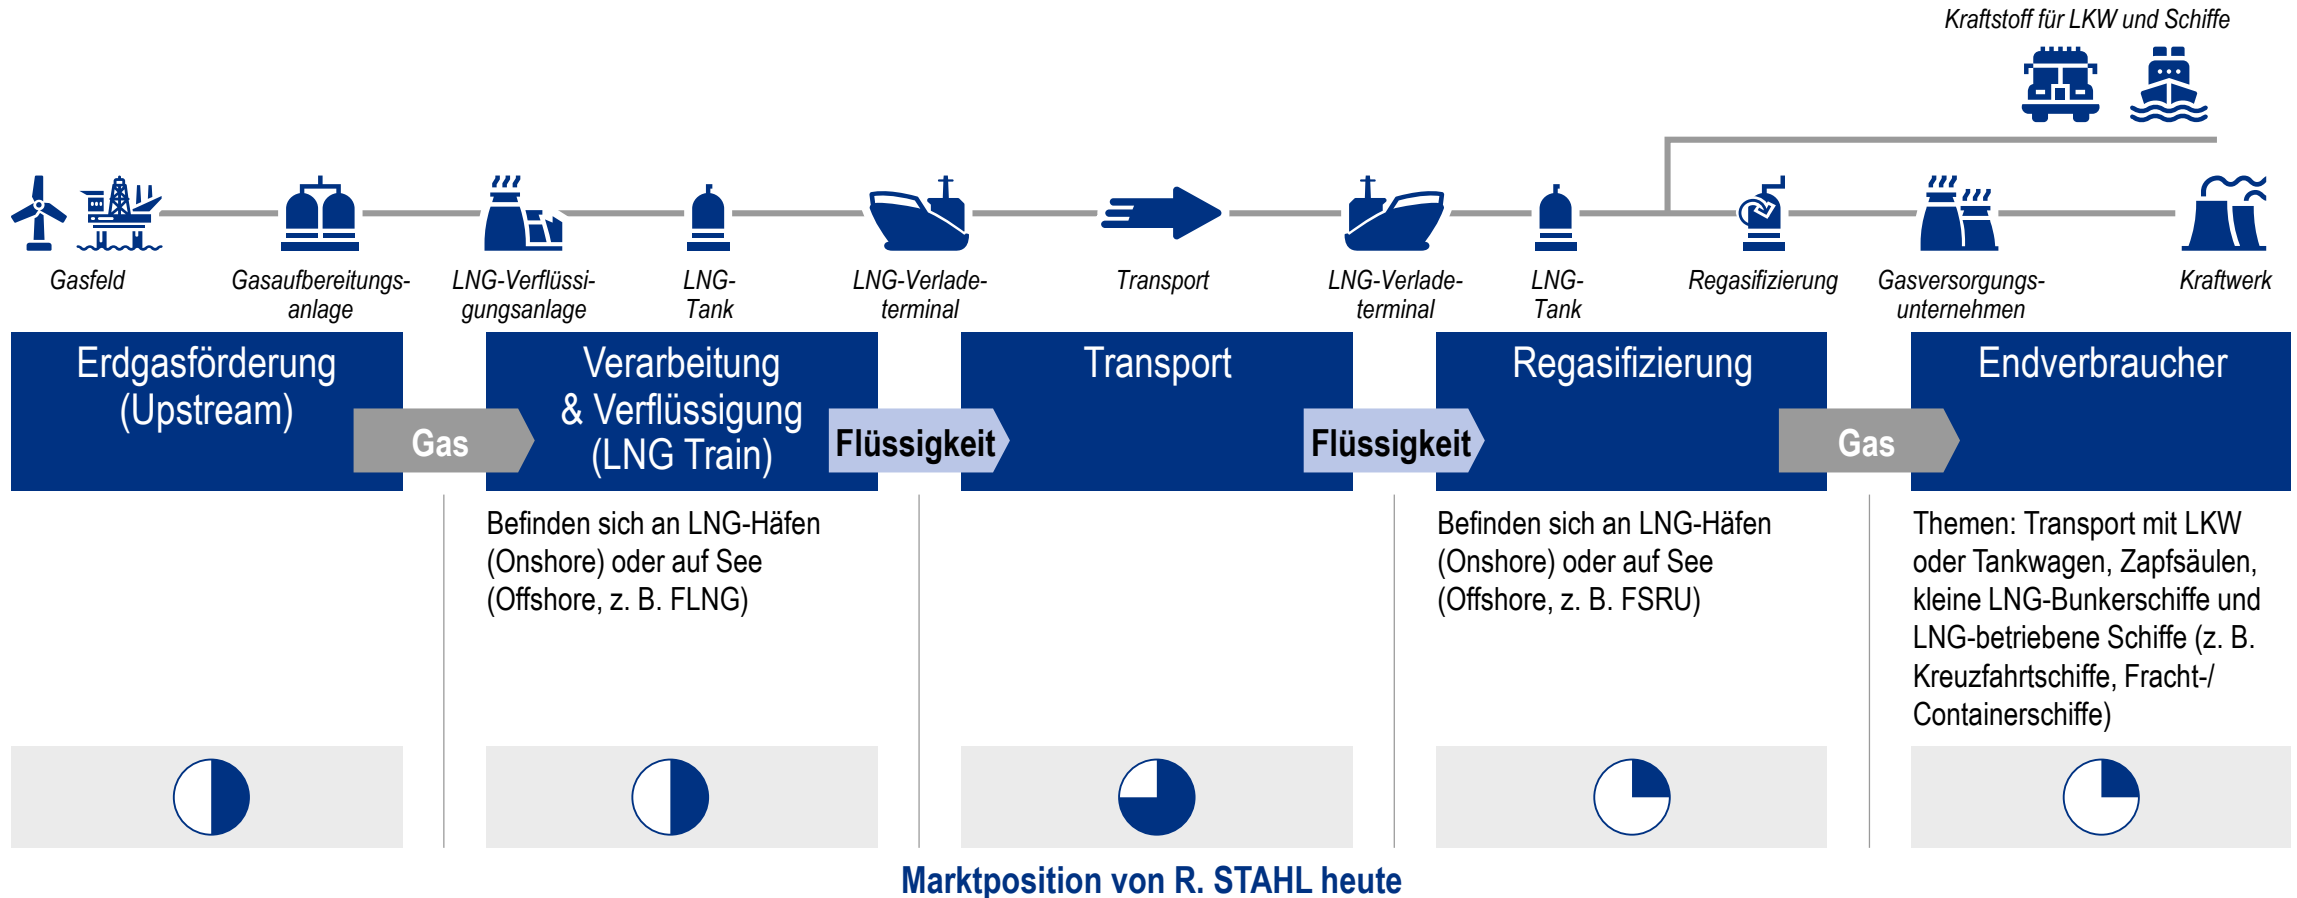 Kraftstoff für LKW und Schiffe
Gasfeld
Gasaufbereitungs-
anlage
LNG-Verflüssi-
gungsanlage
LNG-
Tank
LNG-Verlade-
terminal
Transport
LNG-Verlade-
terminal
LNG-
Tank
Regasifizierung
Gasversorgungs-
unternehmen
Kraftwerk
Erdgasförderung
(Upstream)
Gas
Verarbeitung
& Verflüssigung
(LNG Train)
Flüssigkeit
Transport
Flüssigkeit
Regasifizierung
Gas
Endverbraucher
Befinden sich an LNG-Häfen
(Onshore) oder auf See
(Offshore, z. B. FLNG)
Befinden sich an LNG-Häfen
(Onshore) oder auf See
(Offshore, z. B. FSRU)
Themen: Transport mit LKW
oder Tankwagen, Zapfsäulen,
kleine LNG-Bunkerschiffe und
LNG-betriebene Schiffe (z. B.
Kreuzfahrtschiffe, Fracht-/
Containerschiffe)
Marktposition von R. STAHL heute